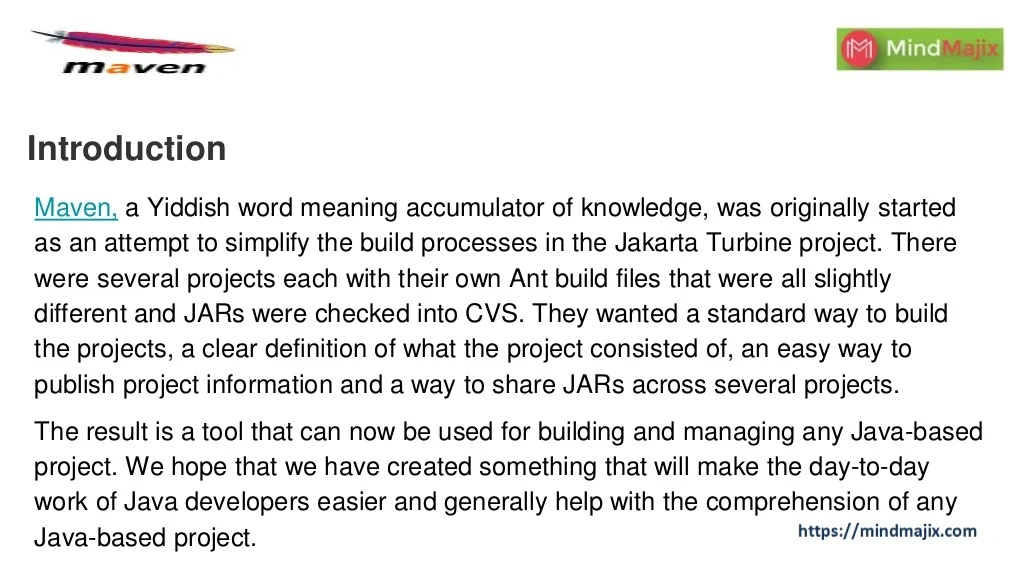 maven
MindMajix
Introduction
Maven, a Yiddish word meaning accumulator of knowledge, was originally started
as an attempt to simplify the build processes in the Jakarta Turbine project. There
were several projects each with their own Ant build files that were all slightly
different and JARs were checked into CVS. They wanted a standard way to build
the projects, a clear definition of what the project consisted of, an easy way to
publish project information and a way to share JARs across several projects.
The result is a tool that can now be used for building and managing any Java-based
project. We hope that we have created something that will make the day-to-day
work of Java developers easier and generally help with the comprehension of any
Java-based project.
https://mindmajix.com